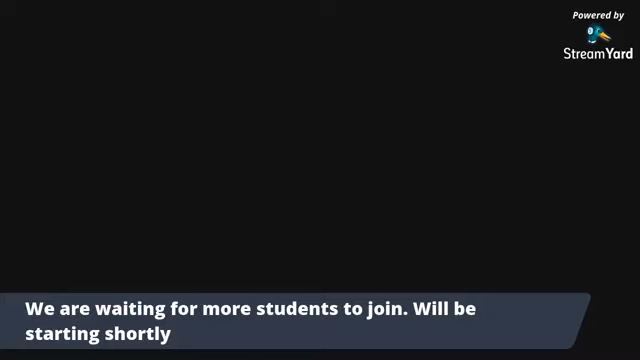 Powered by
StreamYard
We are waiting for more students to join. Will be
starting shortly